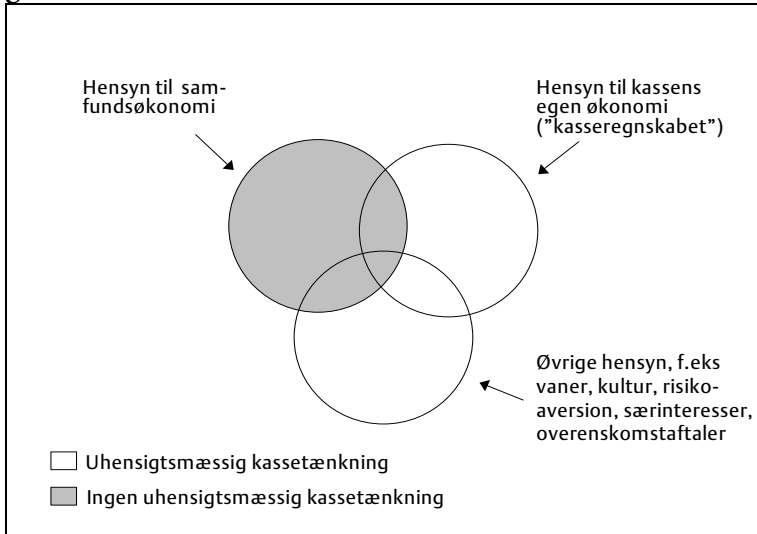 Hensyn til sam-
fundsøkonomi
Hensyn til kassens
egen økonomi
("kasseregnskabet")
Øvrige hensyn, f.eks
vaner, kultur, risiko-
aversion, særinteresser,
overenskomstaftaler
Uhensigtsmæssig kassetænkning
Ingen uhensigtsmæssig kassetænkning